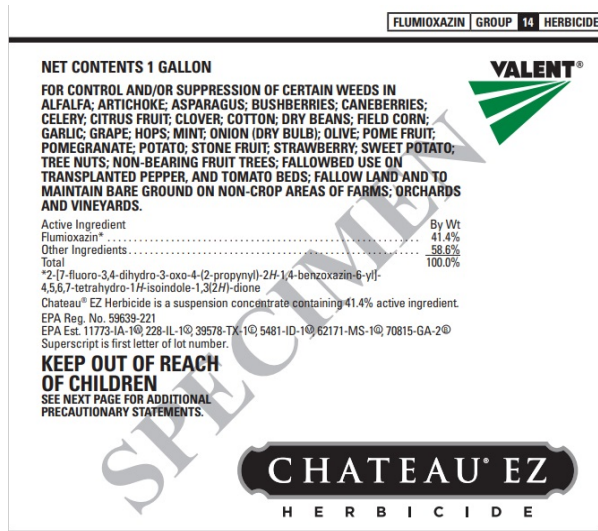 FLUMIOXAZIN GROUP 14 HERBICIDE
NET CONTENTS 1 GALLON
VALENT®
FOR CONTROL AND/OR SUPPRESSION OF CERTAIN WEEDS IN
ALFALFA; ARTICHOKE; ASPARAGUS; BUSHBERRIES; CANEBERRIES;
CELERY; CITRUS FRUIT; CLOVER; COTTON; DRY BEANS; FIELD CORN;
GARLIC; GRAPE; HOPS; MINT; ONION (DRY BULB); OLIVE; POME FRUIT;
POMEGRANATE; POTATO; STONE FRUIT; STRAWBERRY; SWEET POTATO;
TREE NUTS; NON-BEARING FRUIT TREES; FALLOWBED USE ON
TRANSPLANTED PEPPER, AND TOMATO BEDS; FALLOW LAND AND TO
MAINTAIN BARE GROUND ON NON-CROP AREAS OF FARMS; ORCHARDS
AND VINEYARDS.
Active Ingredient By Wt
Flumioxazin* 41.4%
Other Ingredients 58.6%
Total 100.0%
*2-[7-fluoro-3,4-dihydro-3-oxo-4-(2-propynyl)-2H-1,4-benzoxazin-6-yl]-
4,5,6,7-tetrahydro-1H-isoindole-1,3(2H)-dione
Chateau® EZ Herbicide is a suspension concentrate containing 41.4% active ingredient.
EPA Reg. No. 59639-221
EPA Est. 11773-IA-1Ⓦ, 228-IL-1Ⓒ, 39578-TX-1Ⓒ, 5481-ID-1Ⓦ, 62171-MS-1Ⓒ, 70815-GA-2Ⓖ
Superscript is first letter of lot number.
KEEP OUT OF REACH
OF CHILDREN
SEE NEXT PAGE FOR ADDITIONAL
PRECAUTIONARY STATEMENTS.
SPECIMEN
CHATEAU® EZ
HERBICIDE